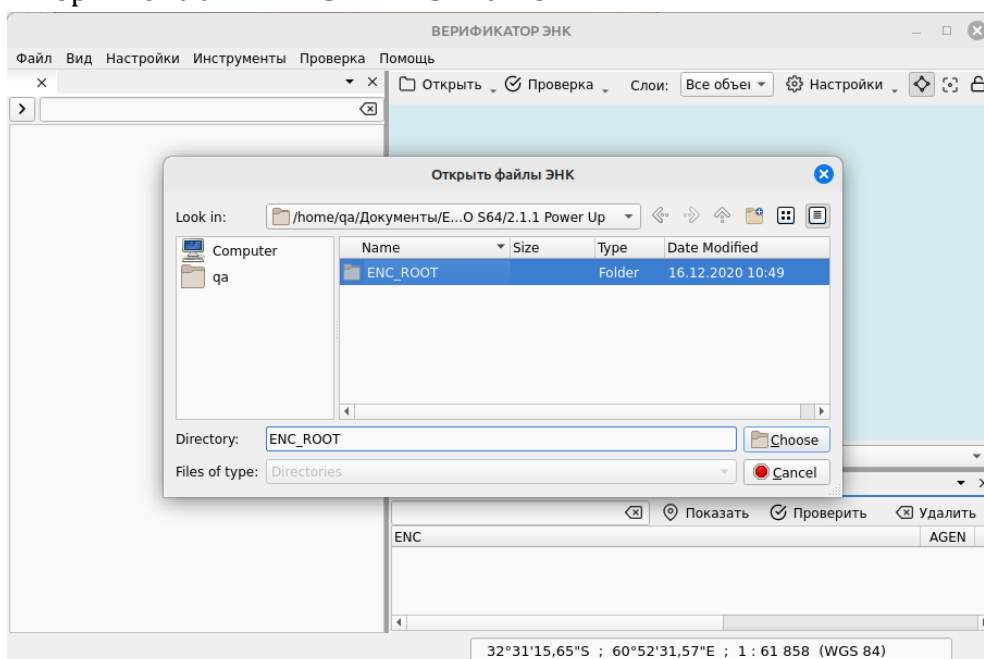 ВЕРИФИКАТОР ЭНК
Файл Вид Настройки Инструменты Проверка Помощь
Открыть Проверка Слои: Все объе Настройки
Открыть файлы ЭНК
Look in: /home/qa/Документы/E...O S64/2.1.1 Power Up
Computer
qa
Name Size Type Date Modified
ENC_ROOT Folder 16.12.2020 10:49
Directory: ENC_ROOT Choose
Files of type: Directories Cancel
Показать Проверить Удалить
ENC AGEN
32°31'15,65"S ; 60°52'31,57"E ; 1 : 61 858 (WGS 84)